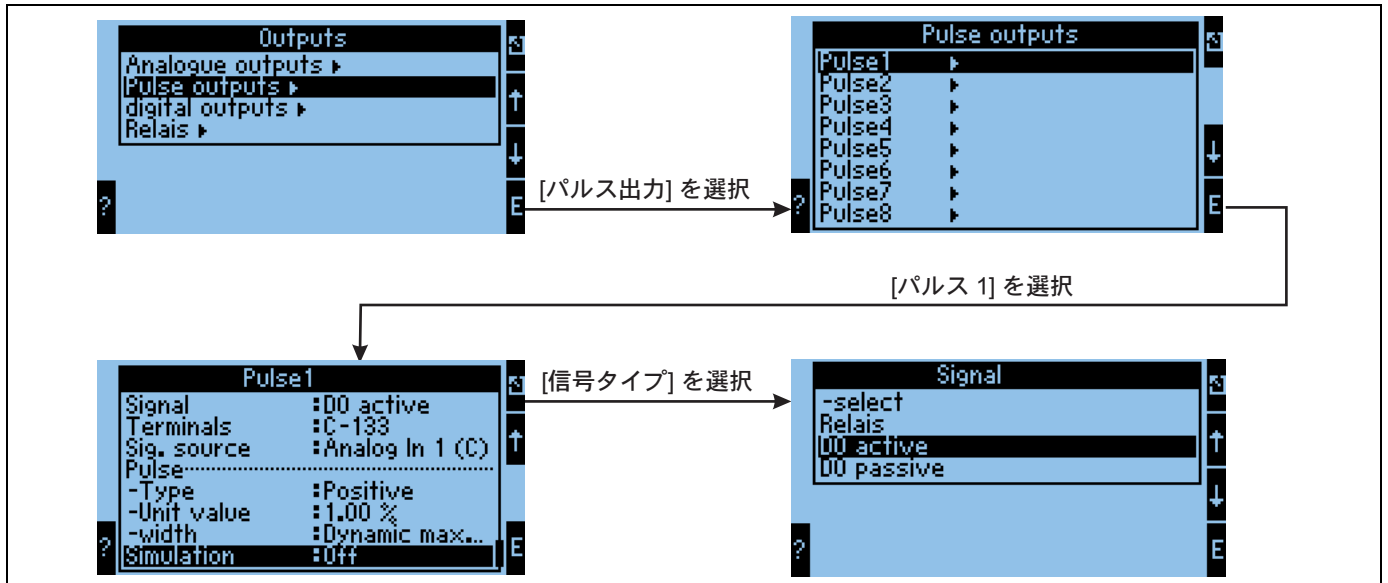 Outputs
Analogue outputs
Pulse outputs
digital outputs
Relais
?
E
[パルス出力] を選択
Pulse outputs
Pulse1
Pulse2
Pulse3
Pulse4
Pulse5
Pulse6
Pulse7
Pulse8
?
E
[パルス 1] を選択
Pulse1
Signal :DO active
Terminals :C-133
Sig. source :Analog In 1 (C)
Pulse
-Type :Positive
-Unit value :1.00 %
-width :Dynamic max...
Simulation :Off
?
E
[信号タイプ] を選択
Signal
-select
Relais
DO active
DO passive
?
E